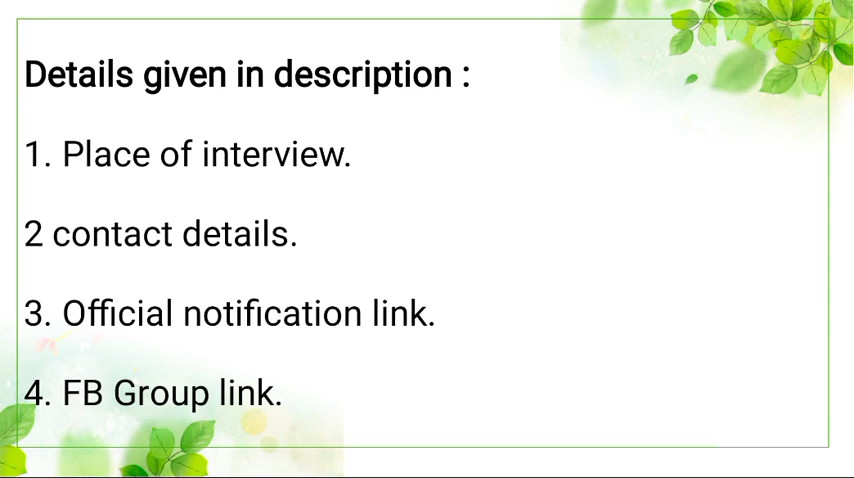 Details given in description :
1. Place of interview.
2 contact details.
3. Official notification link.
4. FB Group link.